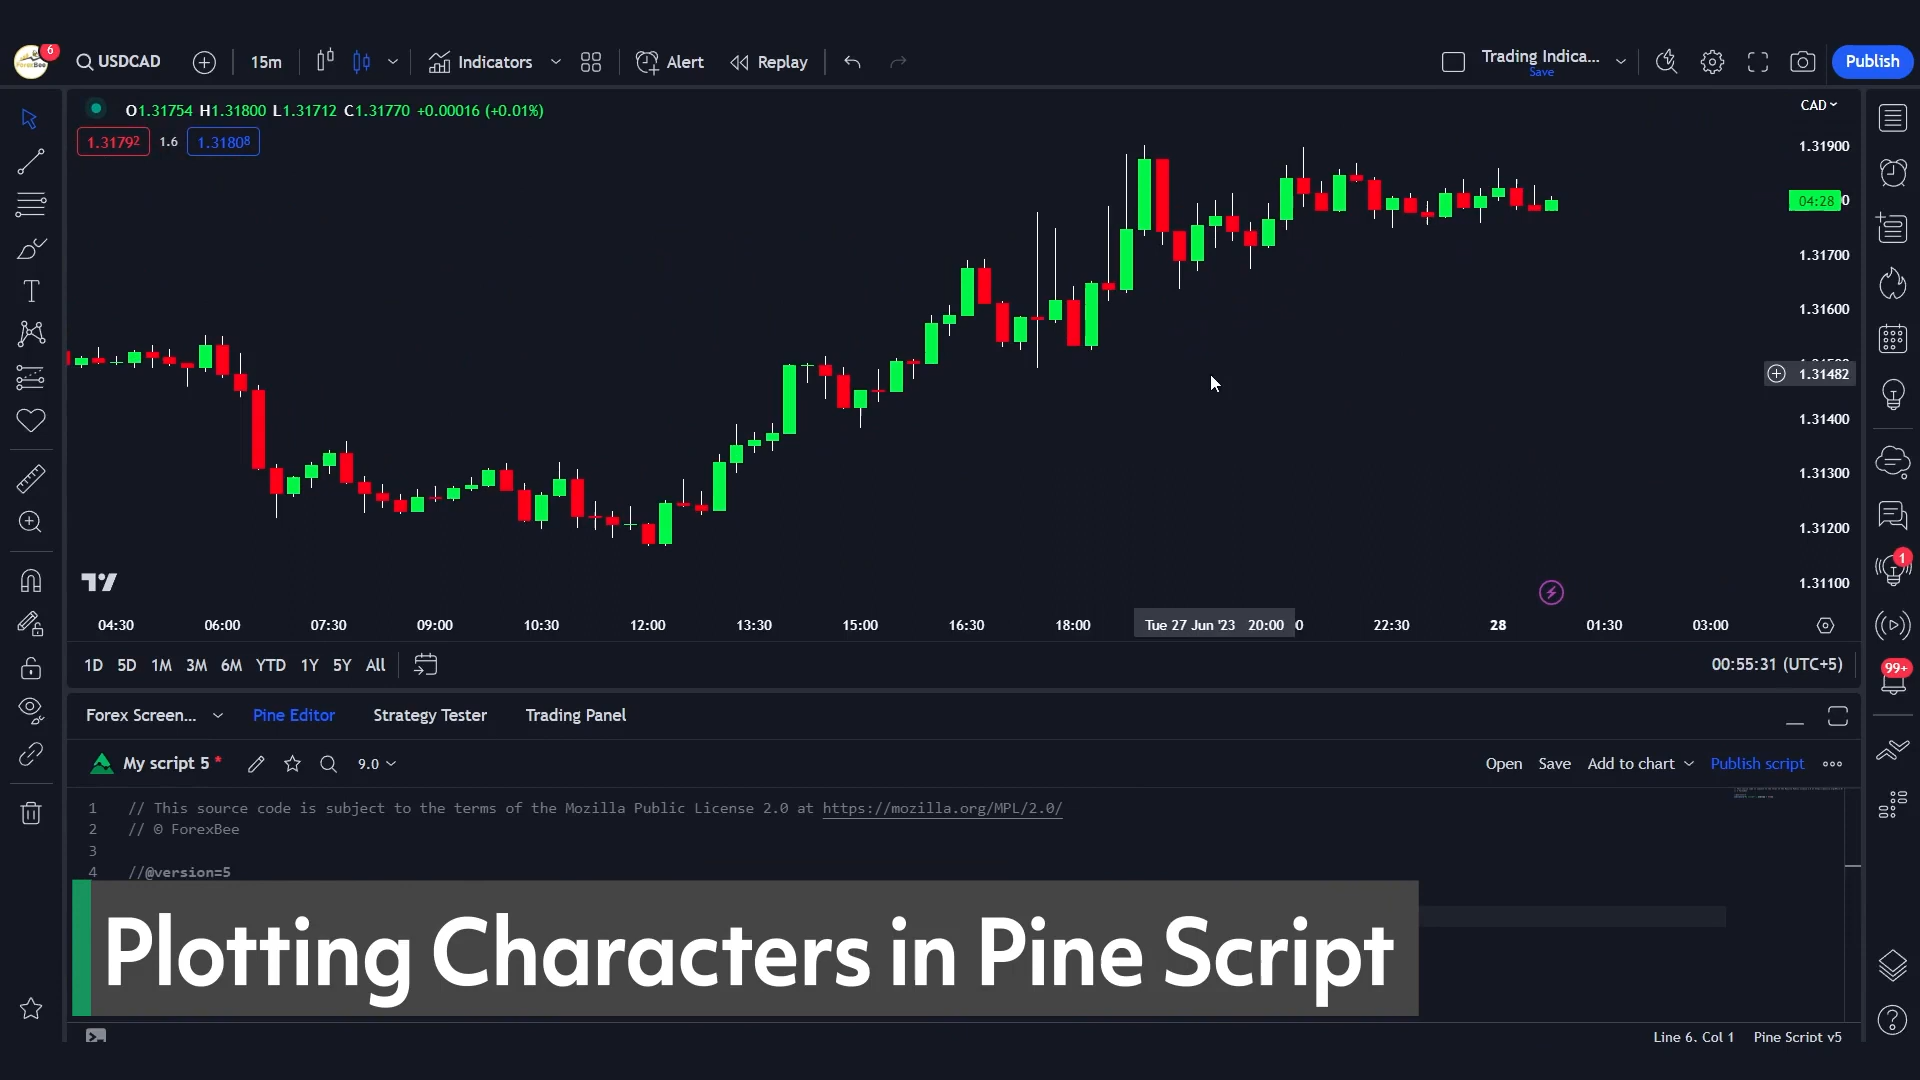 6
USDCAD
15m
Indicators
Alert
Replay
Trading Indica...
Save
Publish
O1.31754 H1.31800 L1.31712 C1.31770 +0.00016 (+0.01%)
CAD
1.31792
1.6
1.31808
1.31900
04:28
0
1.31700
1.31600
1.31482
1.31400
1.31300
1.31200
1.31100
1
99+
04:30 06:00 07:30 09:00 10:30 12:00 13:30 15:00 16:30 18:00 Tue 27 Jun '23 20:00 0 22:30 28 01:30 03:00
1D 5D 1M 3M 6M YTD 1Y 5Y All
00:55:31 (UTC+5)
Forex Screen... Pine Editor Strategy Tester Trading Panel
My script 5 * 9.0
Open Save Add to chart Publish script
1 // This source code is subject to the terms of the Mozilla Public License 2.0 at https://mozilla.org/MPL/2.0/
2 // © ForexBee
3
4 //@version=5
Plotting Characters in Pine Script
Line 6, Col 1 Pine Script v5